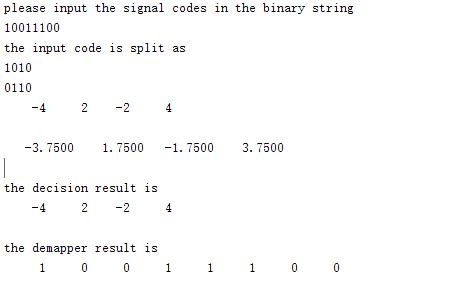 please input the signal codes in the binary string
10011100
the input code is split as
1010
0110
-4 2 -2 4
-3.7500 1.7500 -1.7500 3.7500
the decision result is
-4 2 -2 4
the demapper result is
1 0 0 1 1 1 0 0